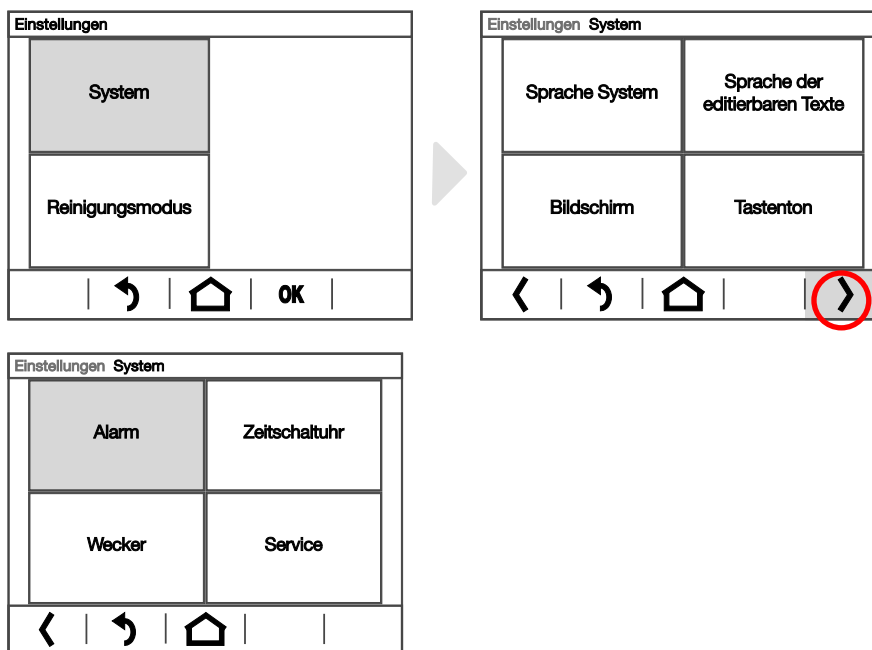 Einstellungen
System
Reinigungsmodus
OK
Einstellungen System
Sprache System
Sprache der
editierbaren Texte
Bildschirm
Tastenton
Einstellungen System
Alarm
Zeitschaltuhr
Wecker
Service